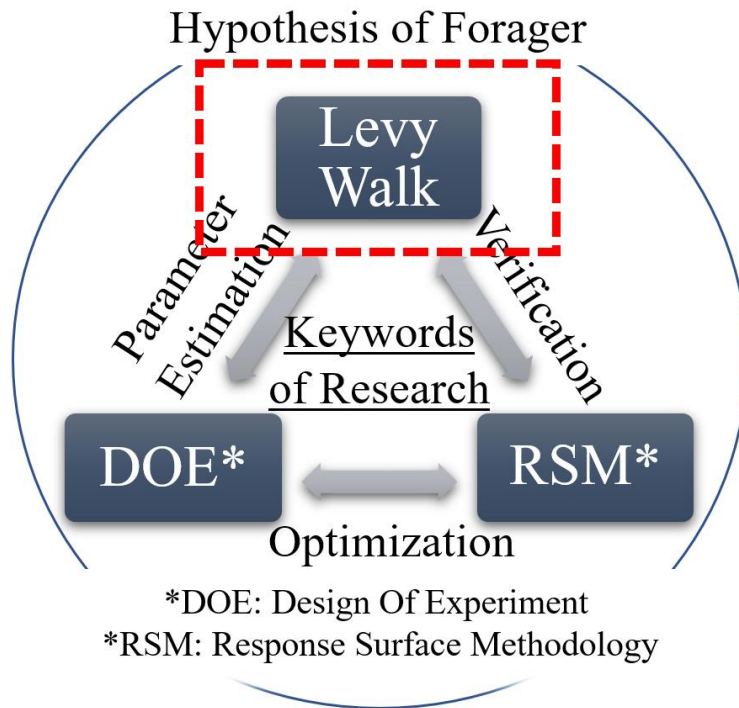 Hypothesis of Forager
Levy
Walk
Parameter
Estimation
Verification
Keywords
of Research
DOE*
RSM*
Optimization
*DOE: Design Of Experiment
*RSM: Response Surface Methodology